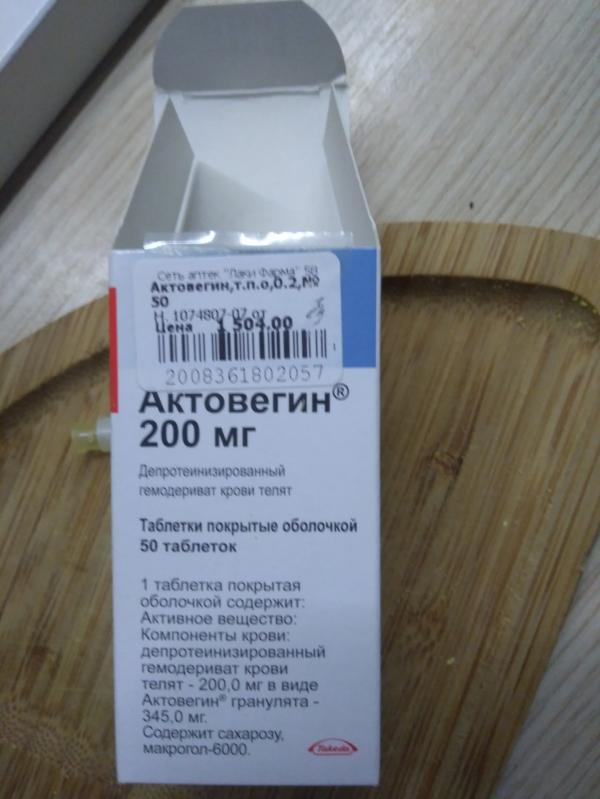 Сеть аптек "Лаки Фарма" 58
Актовегин,т.п.о,0.2,№
50
Н. 1074807-07 от
Цена 1 504.00
2008361802057
Актовегин®
200 мг
Депротеинизированный
гемодериват крови телят
Таблетки покрытые оболочкой
50 таблеток
1 таблетка покрытая
оболочкой содержит:
Активное вещество:
Компоненты крови:
депротеинизированный
гемодериват крови
телят - 200,0 мг в виде
Актовегин® гранулята -
345,0 мг.
Содержит сахарозу,
макрогол-6000.
Takeda